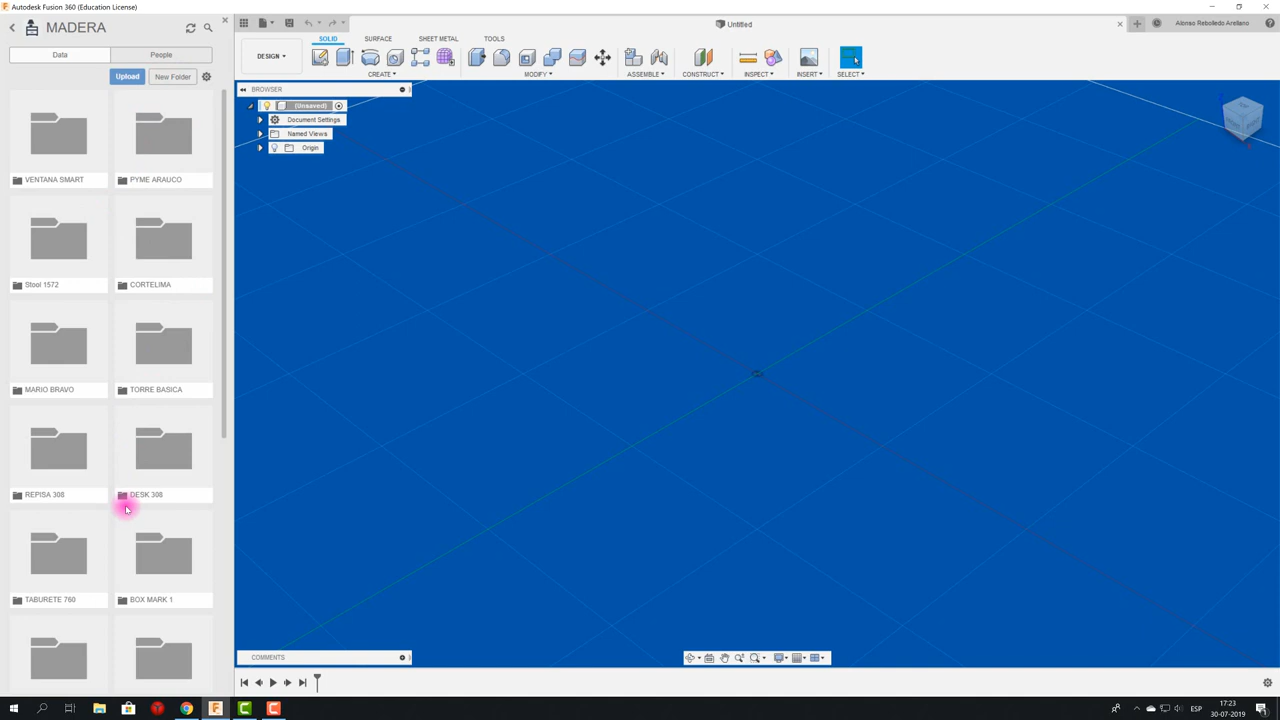 Autodesk Fusion 360 (Education License)
MADERA
Untitled
Alonso Rebolledo Arellano
Data
People
Upload
New Folder
SOLID
SURFACE
SHEET METAL
TOOLS
DESIGN
CREATE
MODIFY
ASSEMBLE
CONSTRUCT
INSPECT
INSERT
SELECT
BROWSER
(Unsaved)
Document Settings
Named Views
Origin
VENTANA SMART
PYME ARAUCO
Stool 1572
CORTELIMA
MARIO BRAVO
TORRE BASICA
REPISA 308
DESK 308
TABURETE 760
BOX MARK 1
COMMENTS
ESP
17:23
30-07-2019